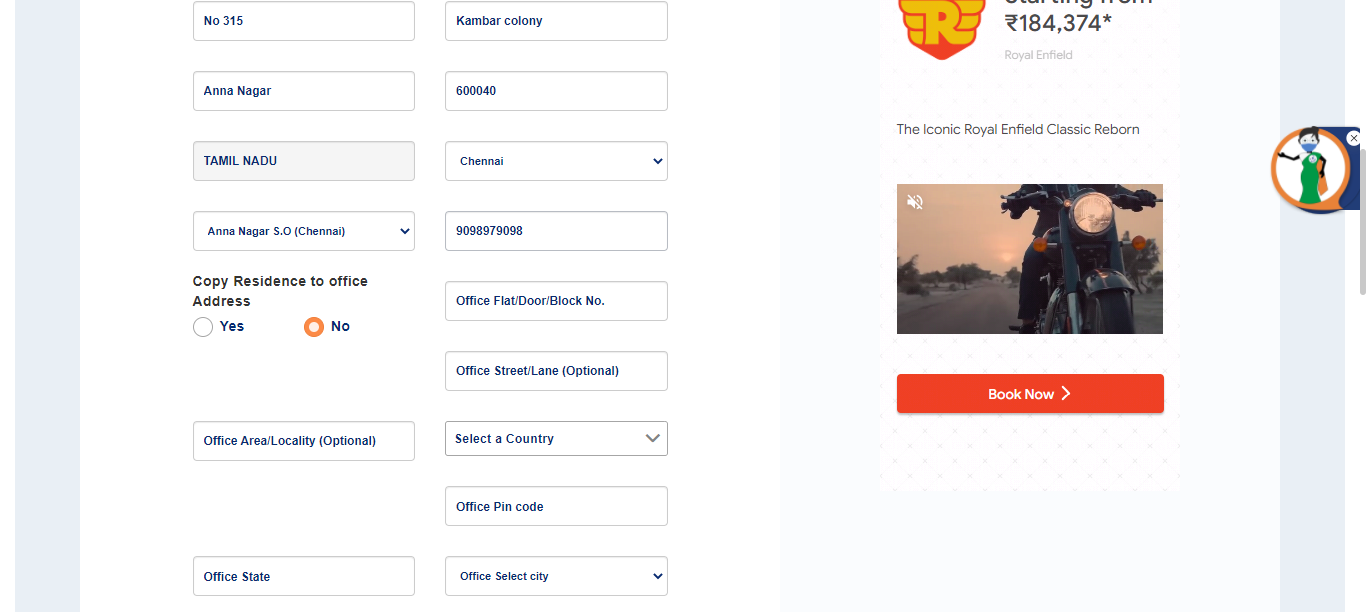 No 315
Kambar colony
Anna Nagar
600040
TAMIL NADU
Chennai
Anna Nagar S.O (Chennai)
9098979098
Copy Residence to office
Address
Yes
No
Office Flat/Door/Block No.
Office Street/Lane (Optional)
Office Area/Locality (Optional)
Select a Country
Office Pin code
Office State
Office Select city
Starting from
₹184,374*
Royal Enfield
The Iconic Royal Enfield Classic Reborn
Book Now
R